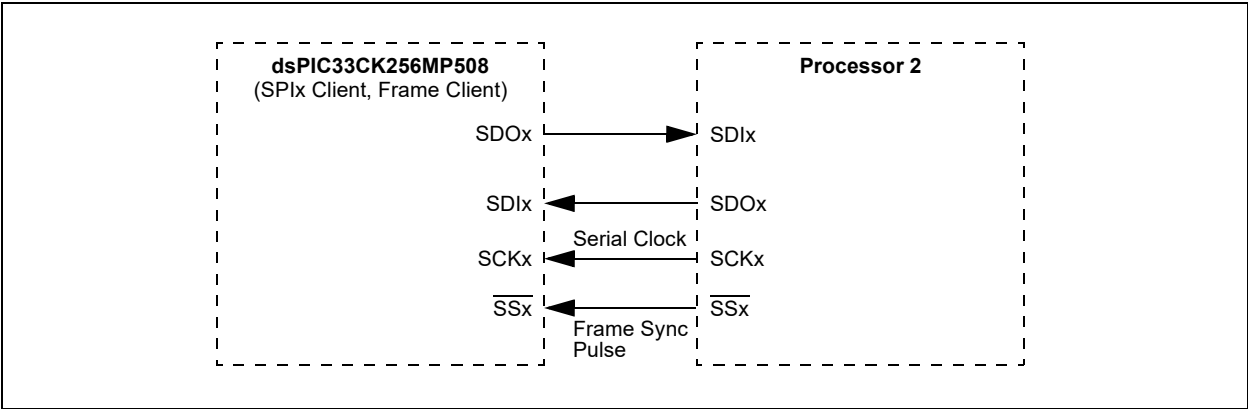 dsPIC33CK256MP508
(SPIx Client, Frame Client)
Processor 2
SDOx
SDIx
SDIx
SDOx
Serial Clock
SCKx
SCKx
SSx
SSx
Frame Sync
Pulse